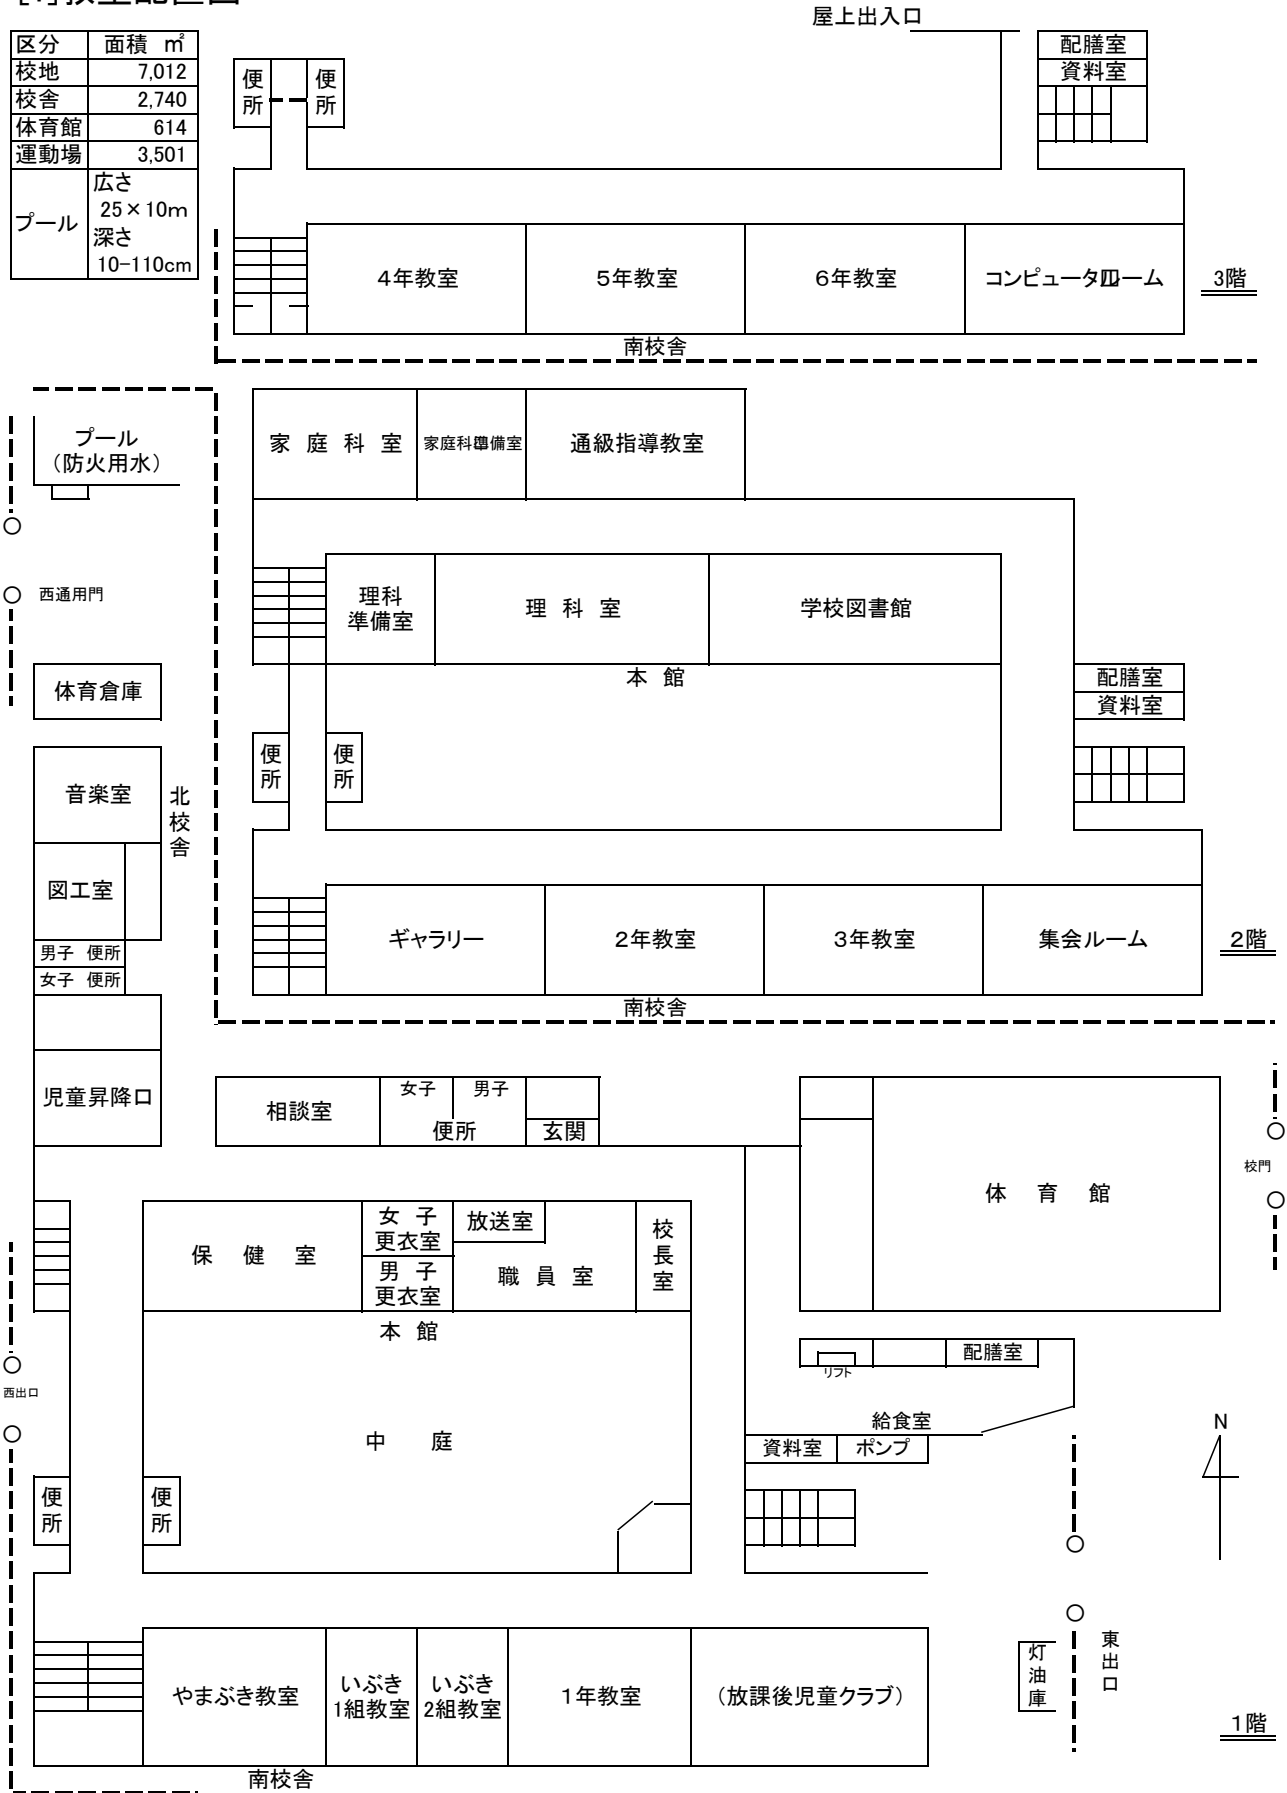 屋上出入口
区分 面積 ㎡
校地 7,012
校舎 2,740
体育館 614
運動場 3,501
プール 広さ
25×10m
深さ
10-110cm
便所
便所
配膳室
資料室
4年教室 5年教室 6年教室 コンピュータルーム
3階
南校舎
プール
（防火用水）
家庭科室 家庭科準備室 通級指導教室
西通用門
理科
準備室
理科室
学校図書館
本館
体育倉庫
配膳室
資料室
便所
便所
音楽室
北校舎
図工室
男子 便所
女子 便所
ギャラリー 2年教室 3年教室 集会ルーム
2階
南校舎
児童昇降口
相談室
女子 男子
便所
玄関
体育館
校門
保健室
女子
更衣室
男子
更衣室
放送室
職員室
校長室
本館
西出口
リフト
配膳室
中庭
給食室
資料室 ポンプ
N
便所
便所
やまぶき教室
いぶき
1組教室
いぶき
2組教室
1年教室
（放課後児童クラブ）
灯油庫
東出口
1階
南校舎